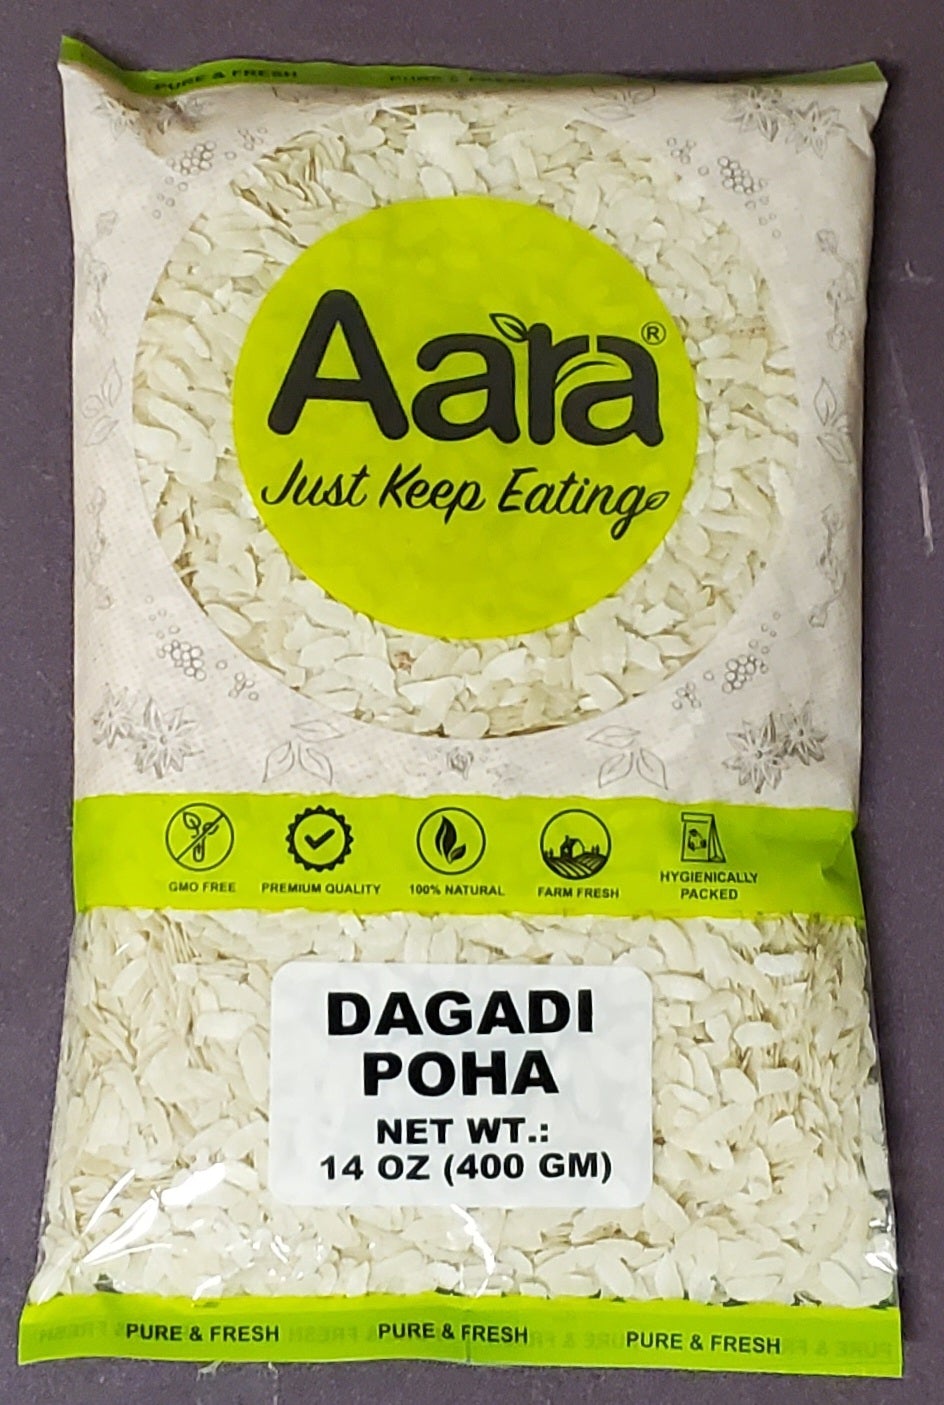 PURE & FRESH
PURE & FRESH
Aara®
Just Keep Eating
GMO FREE
PREMIUM QUALITY
100% NATURAL
FARM FRESH
HYGIENICALLY
PACKED
DAGADI
POHA
NET WT.:
14 OZ (400 GM)
PURE & FRESH
PURE & FRESH
PURE & FRESH